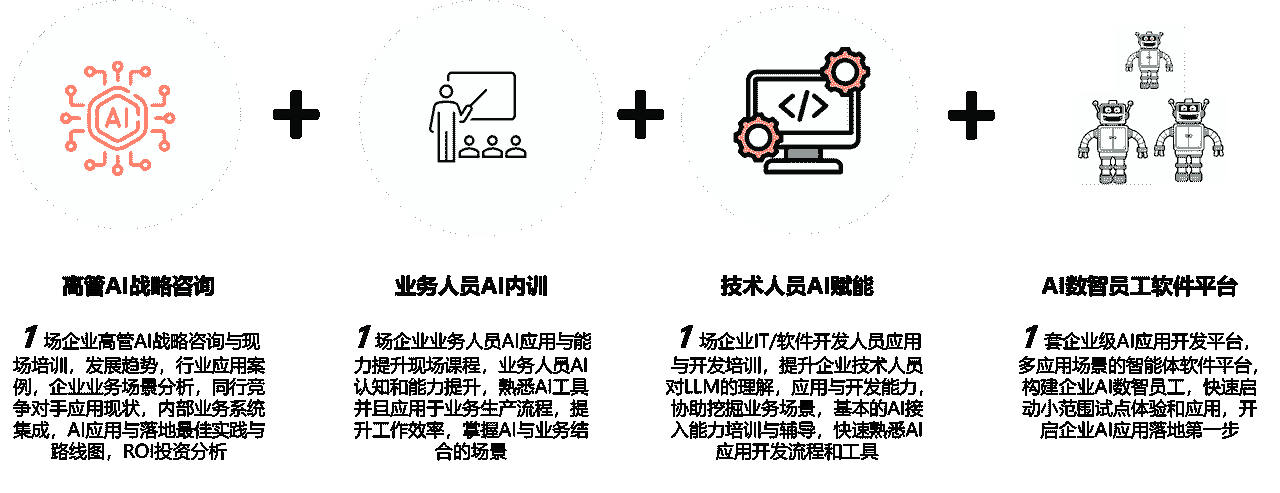 AI
</>
高管AI战略咨询
1 场企业高管AI战略咨询与现
场培训，发展趋势，行业应用案
例，企业业务场景分析，同行竞
争对手应用现状，内部业务系统
集成，AI应用与落地最佳实践与
路线图，ROI投资分析
业务人员AI内训
1 场企业业务人员AI应用与能
力提升现场课程，业务人员AI
认知和能力提升，熟悉AI工具
并且应用于业务生产流程，提
升工作效率，掌握AI与业务结
合的场景
技术人员AI赋能
1 场企业IT/软件开发人员应用
与开发培训，提升企业技术人员
对LLM的理解，应用与开发能力，
协助挖掘业务场景，基本的AI接
入能力培训与辅导，快速熟悉AI
应用开发流程和工具
AI数智员工软件平台
1 套企业级AI应用开发平台，
多应用场景的智能体软件平台，
构建企业AI数智员工，快速启
动小范围试点体验和应用，开
启企业AI应用落地第一步